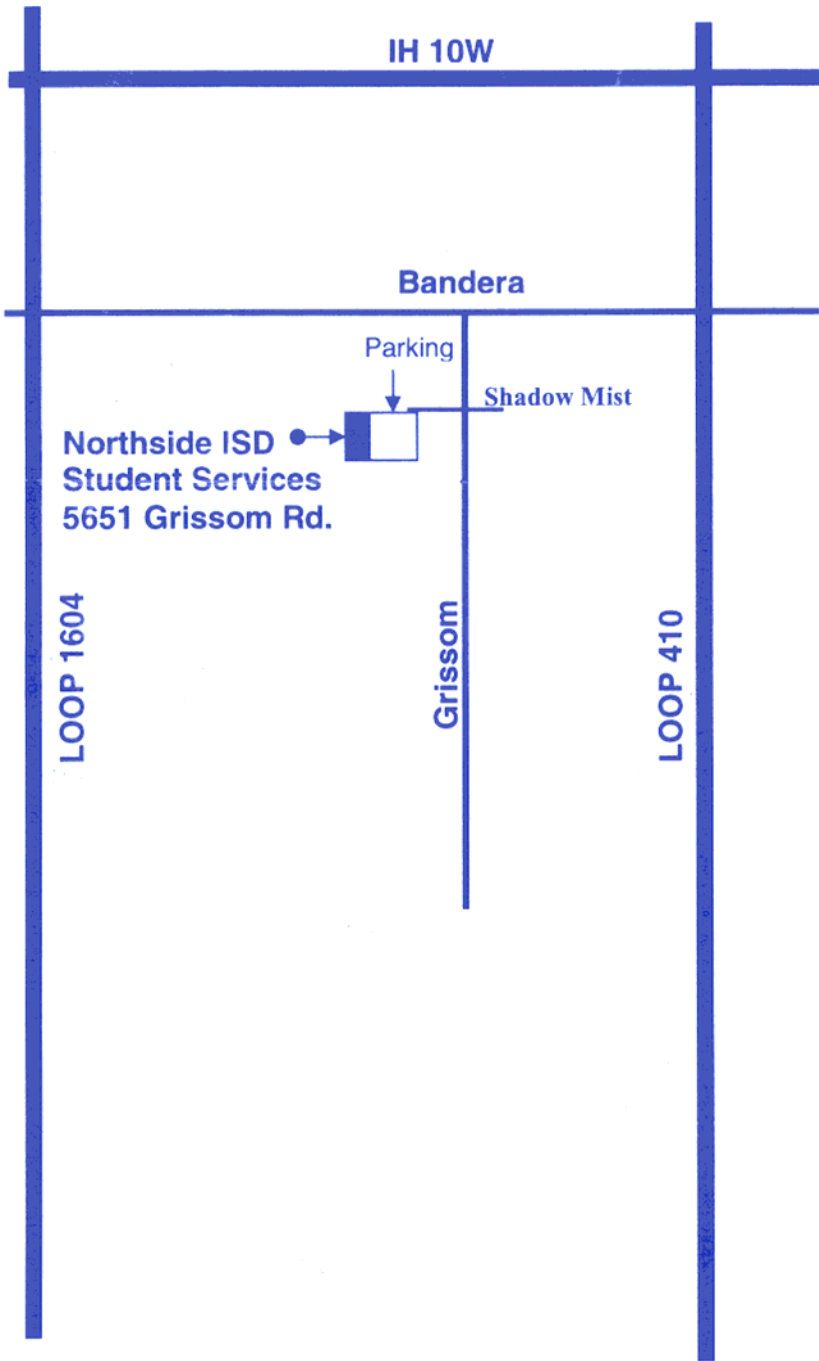 IH 10W
Bandera
Parking
Shadow Mist
Northside ISD
Student Services
5651 Grissom Rd.
LOOP 1604
Grissom
LOOP 410